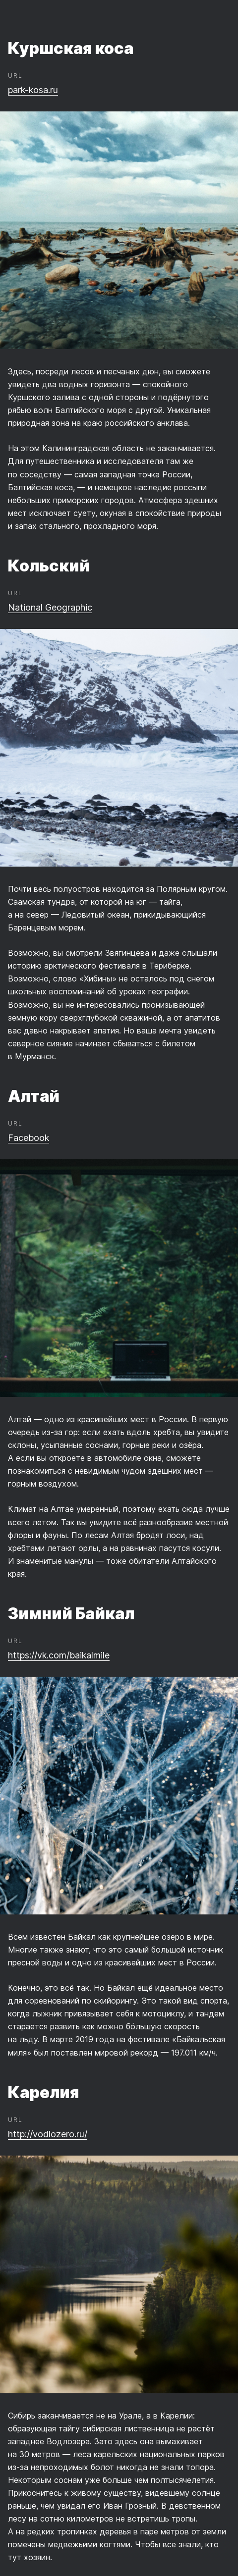 Куршская коса
URL
park-kosa.ru
Здесь, посреди лесов и песчаных дюн, вы сможете
увидеть два водных горизонта — спокойного
Куршского залива с одной стороны и подёрнутого
рябью волн Балтийского моря с другой. Уникальная
природная зона на краю российского анклава.
На этом Калининградская область не заканчивается.
Для путешественника и исследователя там же
по соседству — самая западная точка России,
Балтийская коса, — и немецкое наследие россыпи
небольших приморских городов. Атмосфера здешних
мест исключает суету, окуная в спокойствие природы
и запах стального, прохладного моря.
Кольский
URL
National Geographic
Почти весь полуостров находится за Полярным кругом.
Саамская тундра, от которой на юг — тайга,
а на север — Ледовитый океан, прикидывающийся
Баренцевым морем.
Возможно, вы смотрели Звягинцева и даже слышали
историю арктического фестиваля в Териберке.
Возможно, слово «Хибины» не осталось под снегом
школьных воспоминаний об уроках географии.
Возможно, вы не интересовались пронизывающей
земную кору сверхглубокой скважиной, а от апатитов
вас давно накрывает апатия. Но ваша мечта увидеть
северное сияние начинает сбываться с билетом
в Мурманск.
Алтай
URL
Facebook
Алтай — одно из красивейших мест в России. В первую
очередь из-за гор: если ехать вдоль хребта, вы увидите
склоны, усыпанные соснами, горные реки и озёра.
А если вы откроете в автомобиле окна, сможете
познакомиться с невидимым чудом здешних мест —
горным воздухом.
Климат на Алтае умеренный, поэтому ехать сюда лучше
всего летом. Так вы увидите всё разнообразие местной
флоры и фауны. По лесам Алтая бродят лоси, над
хребтами летают орлы, а на равнинах пасутся косули.
И знаменитые манулы — тоже обитатели Алтайского
края.
Зимний Байкал
URL
https://vk.com/baikalmile
Всем известен Байкал как крупнейшее озеро в мире.
Многие также знают, что это самый большой источник
пресной воды и одно из красивейших мест в России.
Конечно, это всё так. Но Байкал ещё идеальное место
для соревнований по скийорингу. Это такой вид спорта,
когда лыжник привязывает себя к мотоциклу, и тандем
старается развить как можно бо́льшую скорость
на льду. В марте 2019 года на фестивале «Байкальская
миля» был поставлен мировой рекорд — 197.011 км/ч.
Карелия
URL
http://vodlozero.ru/
Сибирь заканчивается не на Урале, а в Карелии:
образующая тайгу сибирская лиственница не растёт
западнее Водлозера. Зато здесь она вымахивает
на 30 метров — леса карельских национальных парков
из-за непроходимых болот никогда не знали топора.
Некоторым соснам уже больше чем полтысячелетия.
Прикоснитесь к живому существу, видевшему солнце
раньше, чем увидал его Иван Грозный. В девственном
лесу на сотню километров не встретишь тропы.
А на редких тропинках деревья в паре метров от земли
помечены медвежьими когтями. Чтобы все знали, кто
тут хозяин.